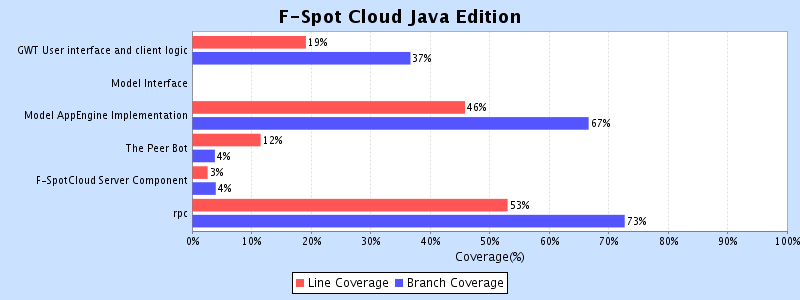 F-Spot Cloud Java Edition
GWT User interface and client logic
19%
37%
Model Interface
Model AppEngine Implementation
46%
67%
The Peer Bot
12%
4%
F-SpotCloud Server Component
3%
4%
rpc
53%
73%
0% 10% 20% 30% 40% 50% 60% 70% 80% 90% 100%
Coverage(%)
Line Coverage Branch Coverage